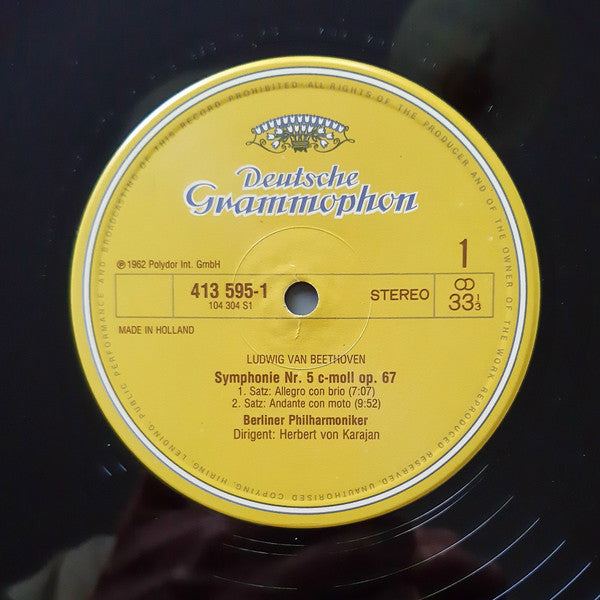 ALL RIGHTS OF THE PRODUCER AND OF THE OWNER OF THE WORK REPRODUCED RESERVED. UNAUTHORISED COPYING, HIRING, LENDING, PUBLIC PERFORMANCE AND BROADCASTING OF THIS RECORD PROHIBITED ·
Deutsche
Grammophon
℗ 1962 Polydor Int. GmbH
1
413 595-1
104 304 S1
STEREO
33 1/3
MADE IN HOLLAND
LUDWIG VAN BEETHOVEN
Symphonie Nr. 5 c-moll op. 67
1. Satz: Allegro con brio (7:07)
2. Satz: Andante con moto (9:52)
Berliner Philharmoniker
Dirigent: Herbert von Karajan